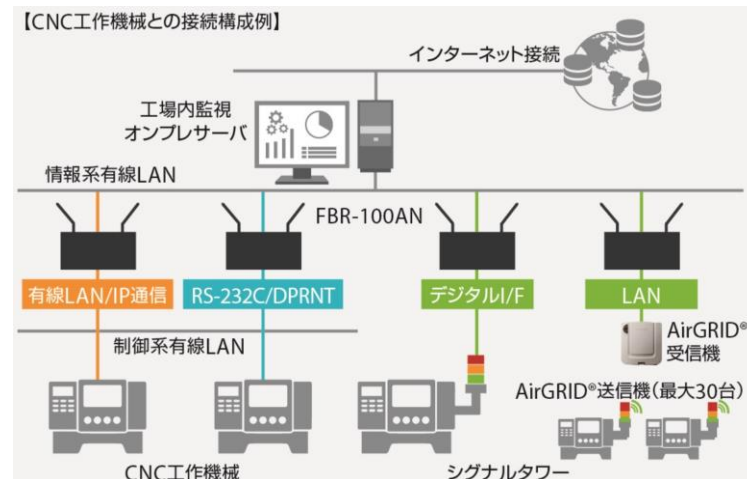 【CNC工作機械との接続構成例】
インターネット接続
工場内監視
オンプレサーバ
情報系有線LAN
FBR-100AN
有線LAN/IP通信
RS-232C/DPRNT
デジタルI/F
LAN
制御系有線LAN
AirGRID®
受信機
AirGRID®送信機(最大30台)
CNC工作機械
シグナルタワー